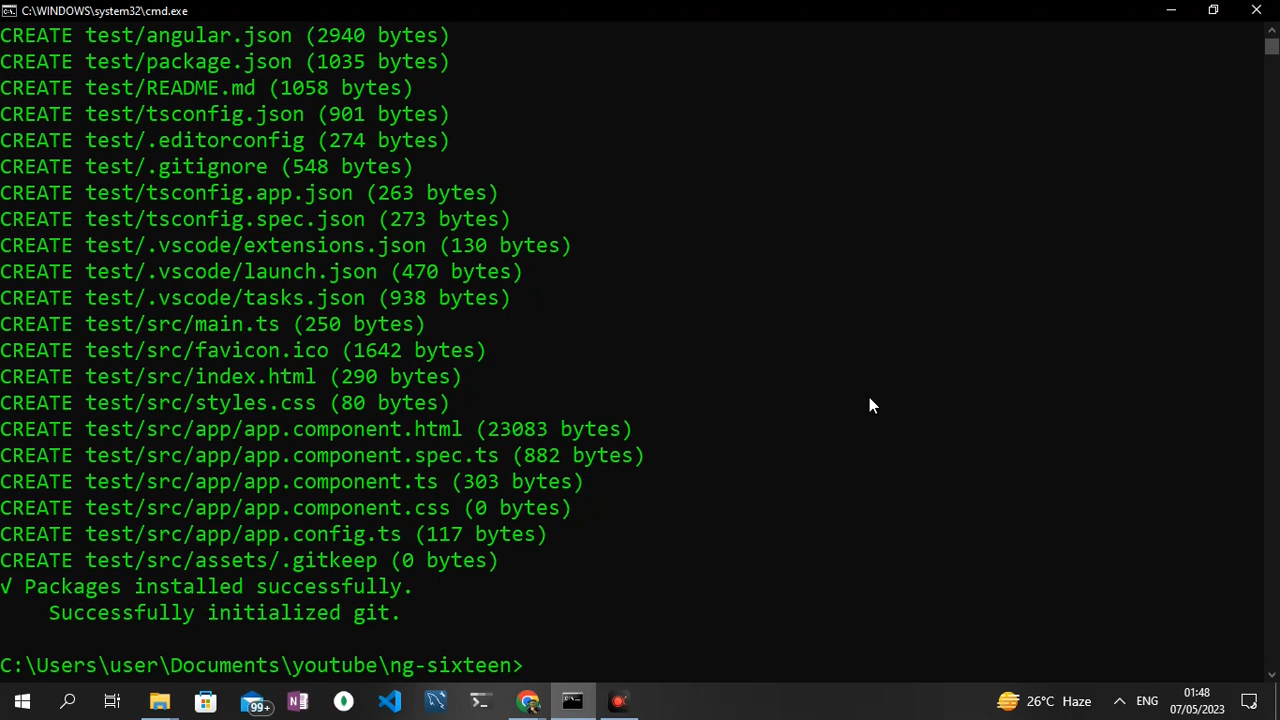 C:\WINDOWS\system32\cmd.exe
CREATE test/angular.json (2940 bytes)
CREATE test/package.json (1035 bytes)
CREATE test/README.md (1058 bytes)
CREATE test/tsconfig.json (901 bytes)
CREATE test/.editorconfig (274 bytes)
CREATE test/.gitignore (548 bytes)
CREATE test/tsconfig.app.json (263 bytes)
CREATE test/tsconfig.spec.json (273 bytes)
CREATE test/.vscode/extensions.json (130 bytes)
CREATE test/.vscode/launch.json (470 bytes)
CREATE test/.vscode/tasks.json (938 bytes)
CREATE test/src/main.ts (250 bytes)
CREATE test/src/favicon.ico (1642 bytes)
CREATE test/src/index.html (290 bytes)
CREATE test/src/styles.css (80 bytes)
CREATE test/src/app/app.component.html (23083 bytes)
CREATE test/src/app/app.component.spec.ts (882 bytes)
CREATE test/src/app/app.component.ts (303 bytes)
CREATE test/src/app/app.component.css (0 bytes)
CREATE test/src/app/app.config.ts (117 bytes)
CREATE test/src/assets/.gitkeep (0 bytes)
√ Packages installed successfully.
Successfully initialized git.
C:\Users\user\Documents\youtube\ng-sixteen>
99+
26°C Haze
ENG
01:48
07/05/2023